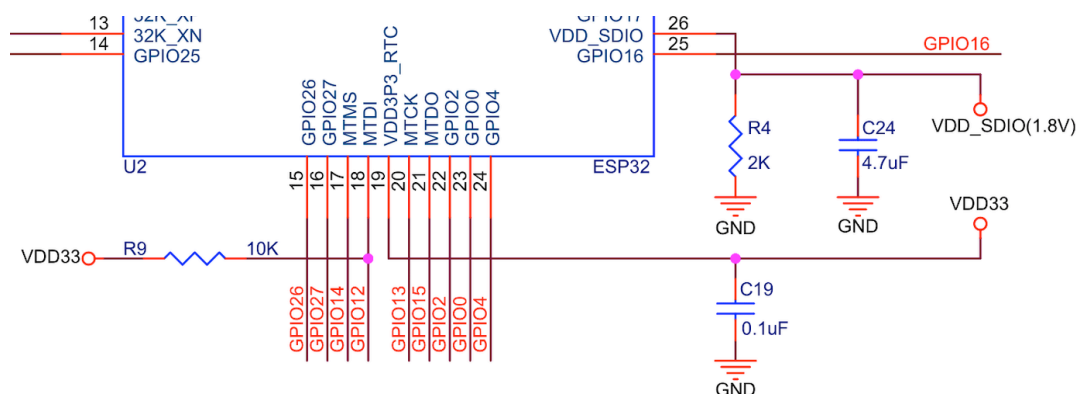 13
32K_XP
32K_XN
14
GPIO25
GPIO17
26
VDD_SDIO
25
GPIO16
GPIO16
GPIO26
GPIO27
MTMS
MTDI
VDD3P3_RTC
MTCK
MTDO
GPIO2
GPIO0
GPIO4
U2
ESP32
15
16
17
18
19
20
21
22
23
24
R4
2K
GND
C24
4.7uF
GND
VDD_SDIO(1.8V)
VDD33
VDD33
R9
10K
GPIO26
GPIO27
GPIO14
GPIO12
GPIO13
GPIO15
GPIO2
GPIO0
GPIO4
C19
0.1uF
GND